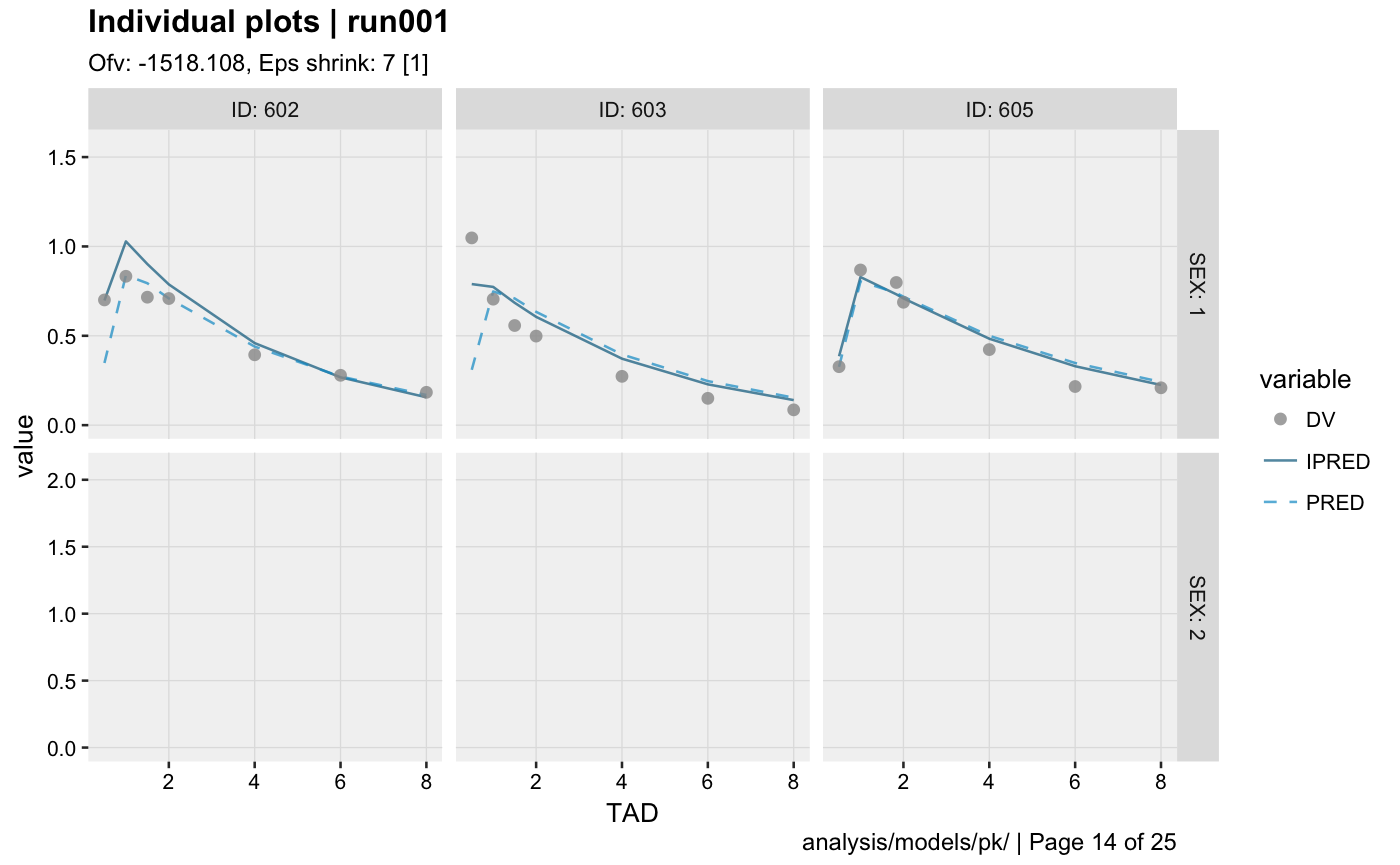 Individual plots | run001
Ofv: -1518.108, Eps shrink: 7 [1]
ID: 602 ID: 603 ID: 605
1.5
1.0
0.5
0.0
SEX: 1
2.0
1.5
1.0
0.5
0.0
SEX: 2
value
2 4 6 8 2 4 6 8 2 4 6 8
TAD
variable
DV
IPRED
PRED
analysis/models/pk/ | Page 14 of 25